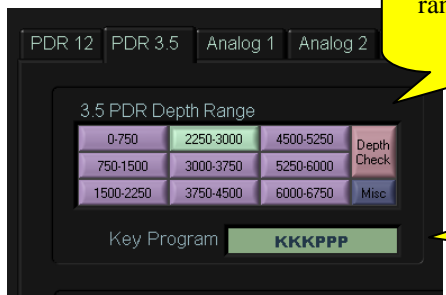 PDR 12 PDR 3.5 Analog 1 Analog 2
3.5 PDR Depth Range
0-750 2250-3000 4500-5250 Depth Check
750-1500 3000-3750 5250-6000
1500-2250 3750-4500 6000-6750 Misc
Key Program KKKPPP